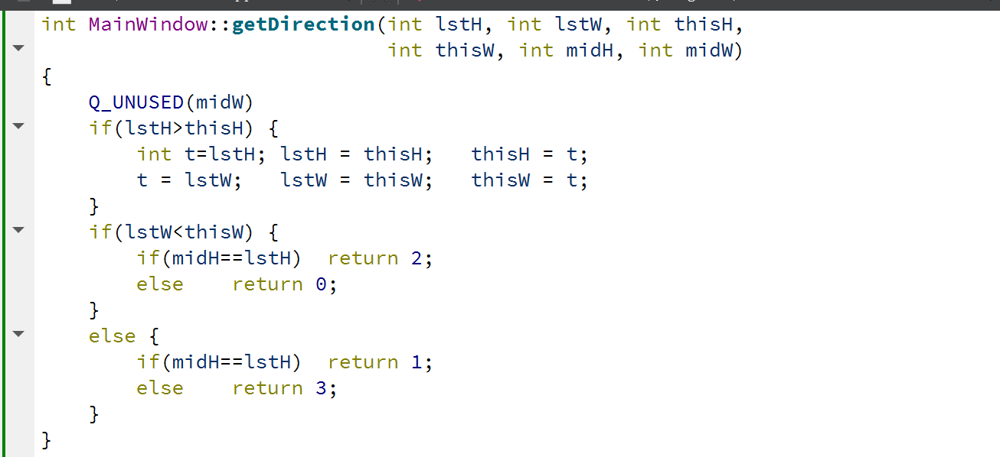 int MainWindow::getDirection(int lstH, int lstW, int thisH,
                             int thisW, int midH, int midW)
{
    Q_UNUSED(midW)
    if(lstH>thisH) {
        int t=lstH; lstH = thisH;   thisH = t;
        t = lstW;   lstW = thisW;   thisW = t;
    }
    if(lstW<thisW) {
        if(midH==lstH)  return 2;
        else    return 0;
    }
    else {
        if(midH==lstH)  return 1;
        else    return 3;
    }
}